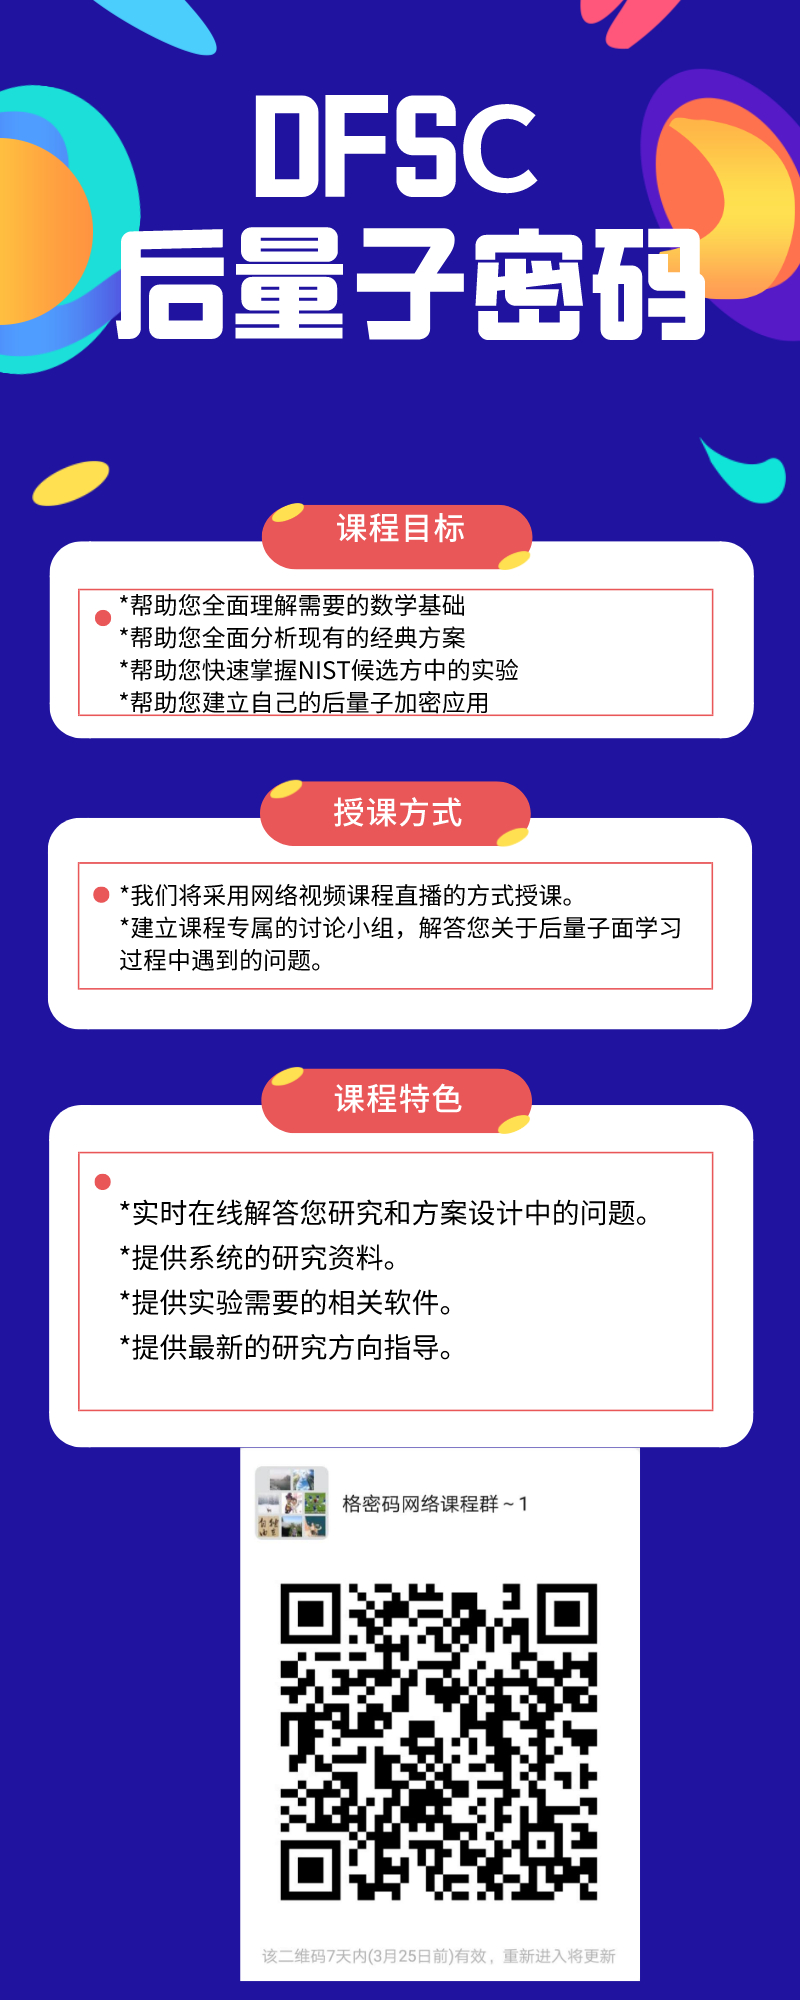 DFSC
后量子密码
课程目标
*帮助您全面理解需要的数学基础
*帮助您全面分析现有的经典方案
*帮助您快速掌握NIST候选方中的实验
*帮助您建立自己的后量子加密应用
授课方式
*我们将采用网络视频课程直播的方式授课。
*建立课程专属的讨论小组，解答您关于后量子面学习
过程中遇到的问题。
课程特色
*实时在线解答您研究和方案设计中的问题。
*提供系统的研究资料。
*提供实验需要的相关软件。
*提供最新的研究方向指导。
格密码网络课程群~1
该二维码7天内(3月25日前)有效，重新进入将更新